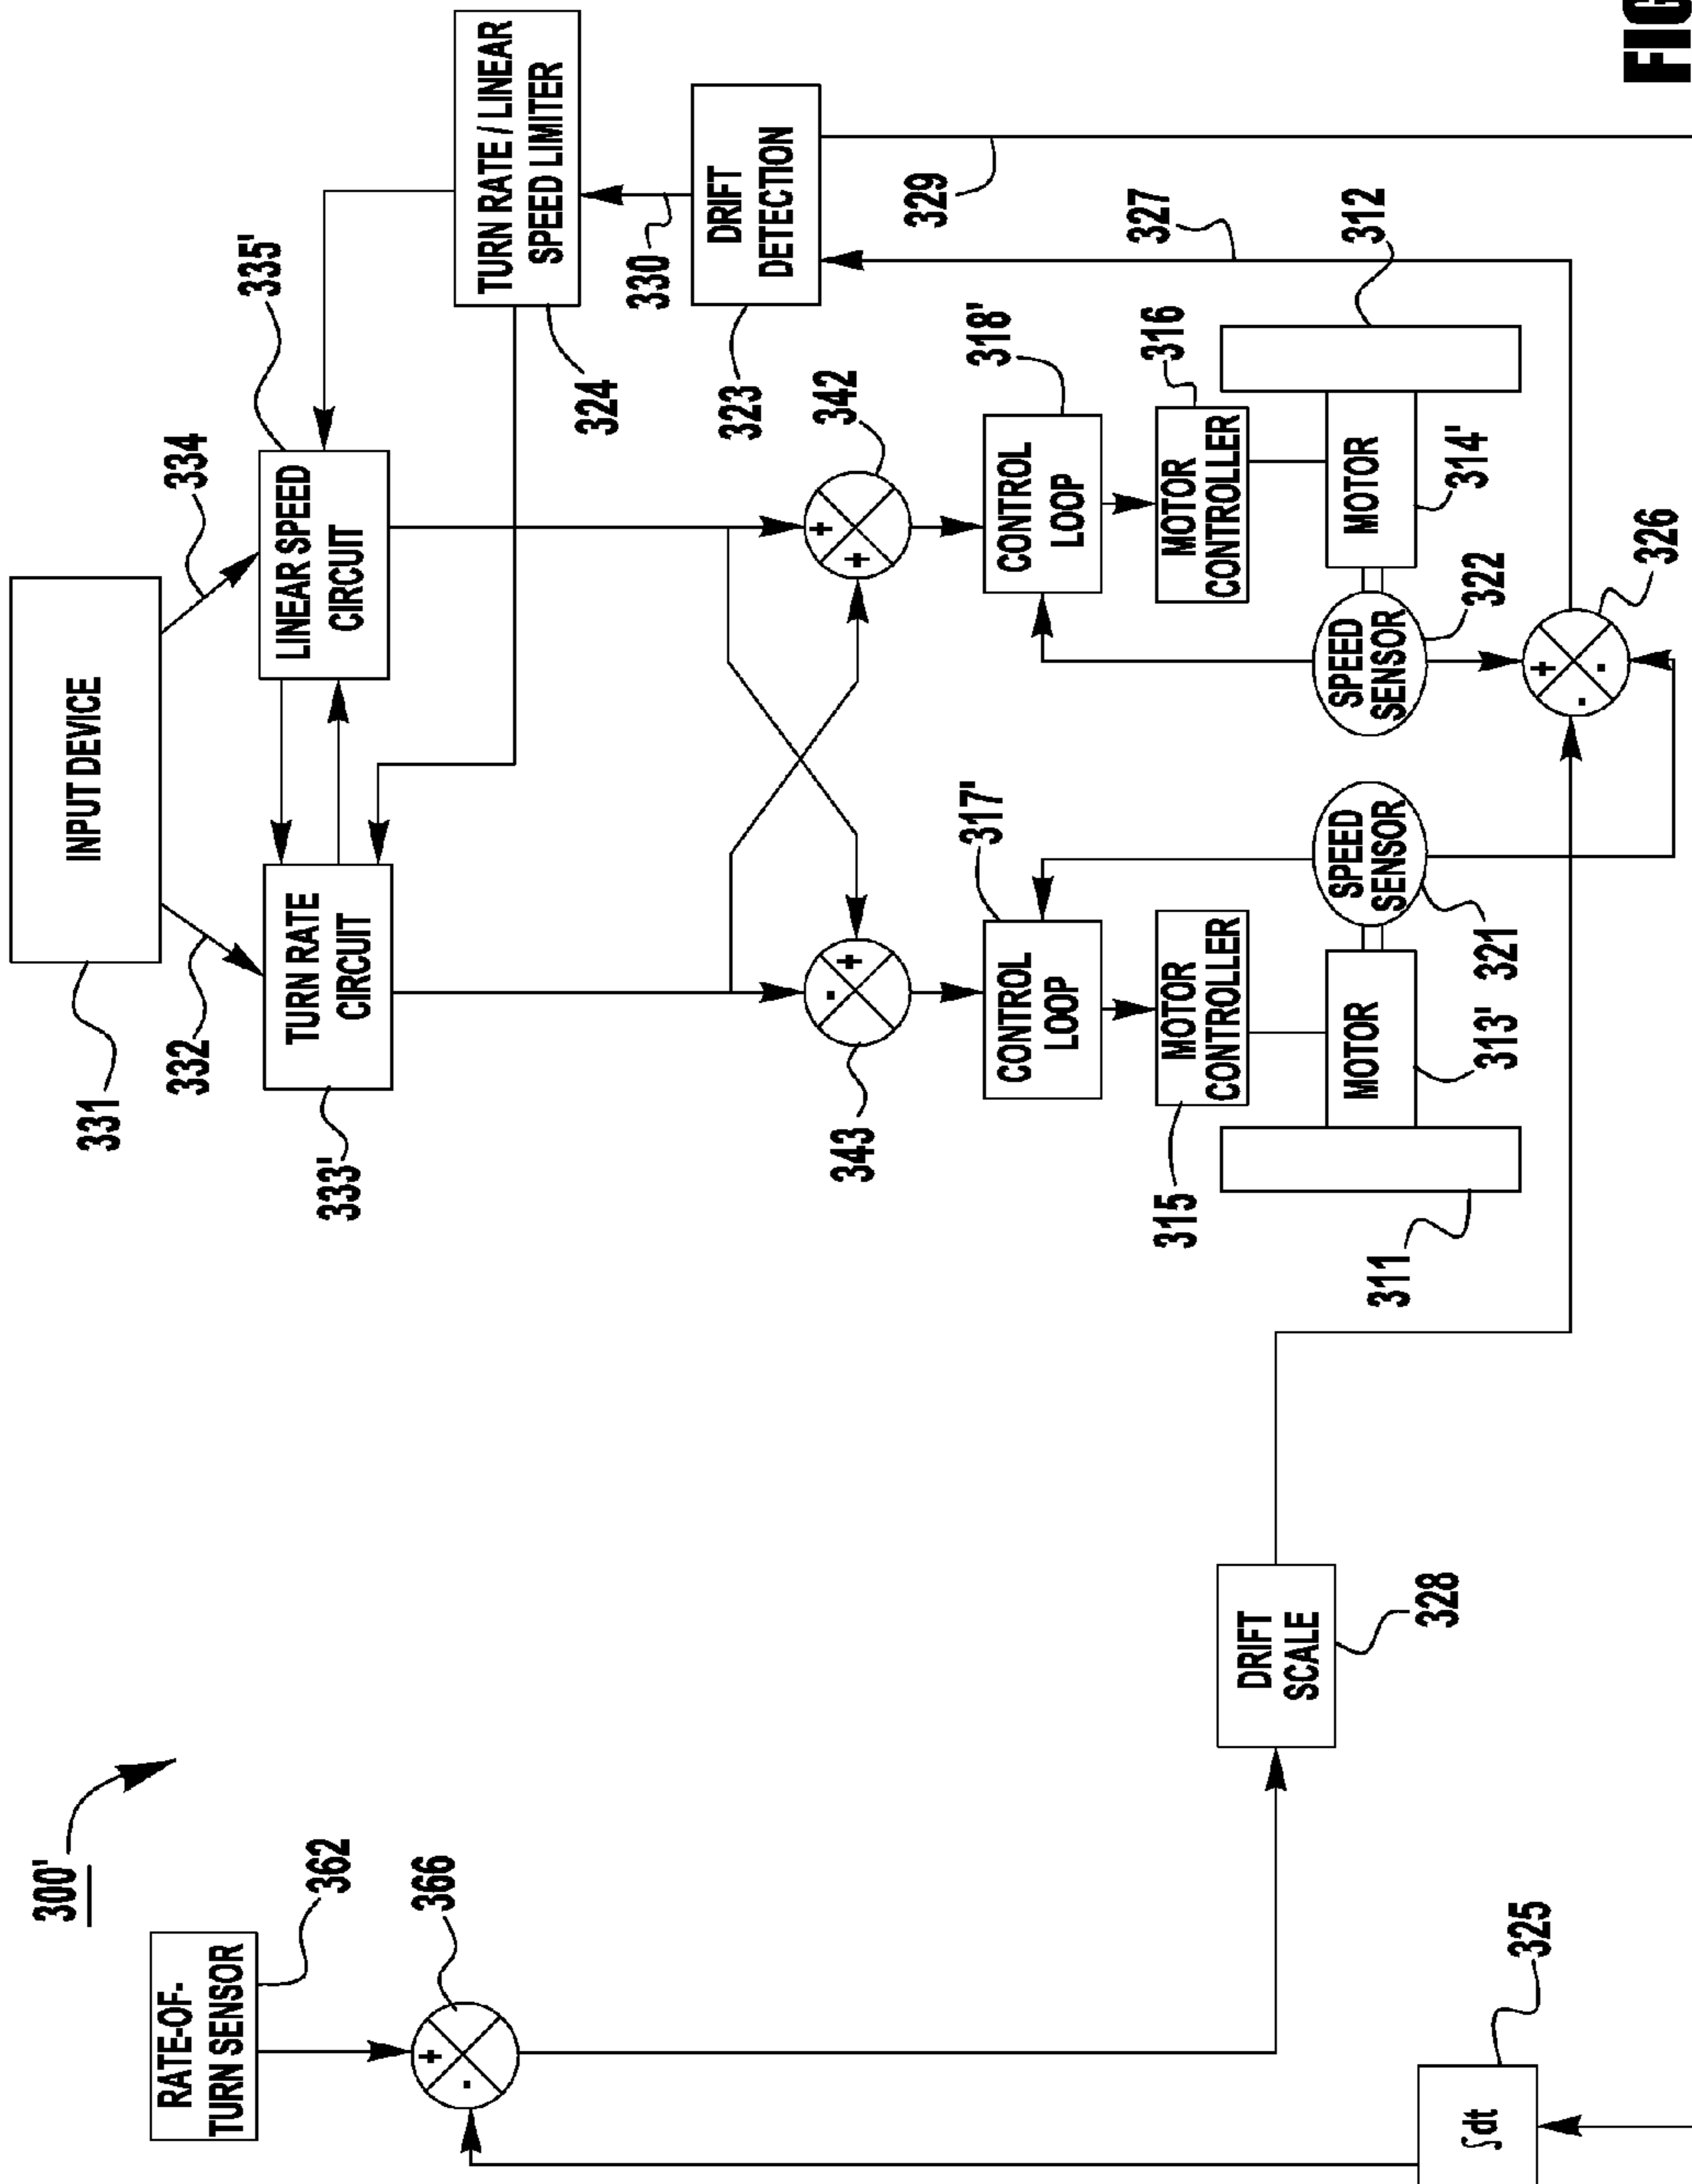 300'
RATE-OF-
TURN SENSOR
362
+
-
366
∫dt
325
DRIFT
SCALE
328
INPUT DEVICE
331
332
334
TURN RATE
CIRCUIT
333'
LINEAR SPEED
CIRCUIT
335'
TURN RATE / LINEAR
SPEED LIMITER
324
330
DRIFT
DETECTION
323
329
327
-
+
343
+
+
342
CONTROL
LOOP
317'
CONTROL
LOOP
318'
MOTOR
CONTROLLER
315
MOTOR
CONTROLLER
316
311
MOTOR
313'
SPEED
SENSOR
321
SPEED
SENSOR
322
MOTOR
314'
312
+
-
-
326
FIG